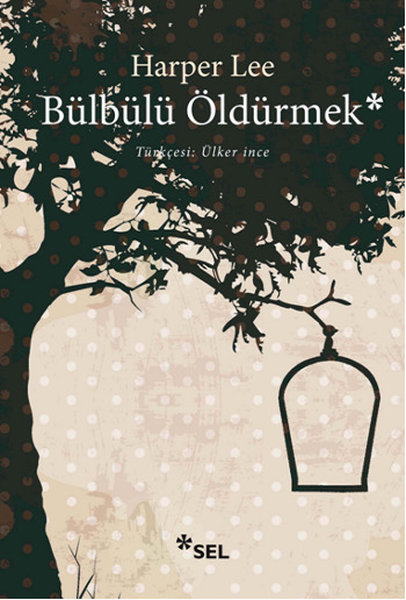 Harper Lee
Bülbülü Öldürmek*
Türkçesi: Ülker ince
*SEL